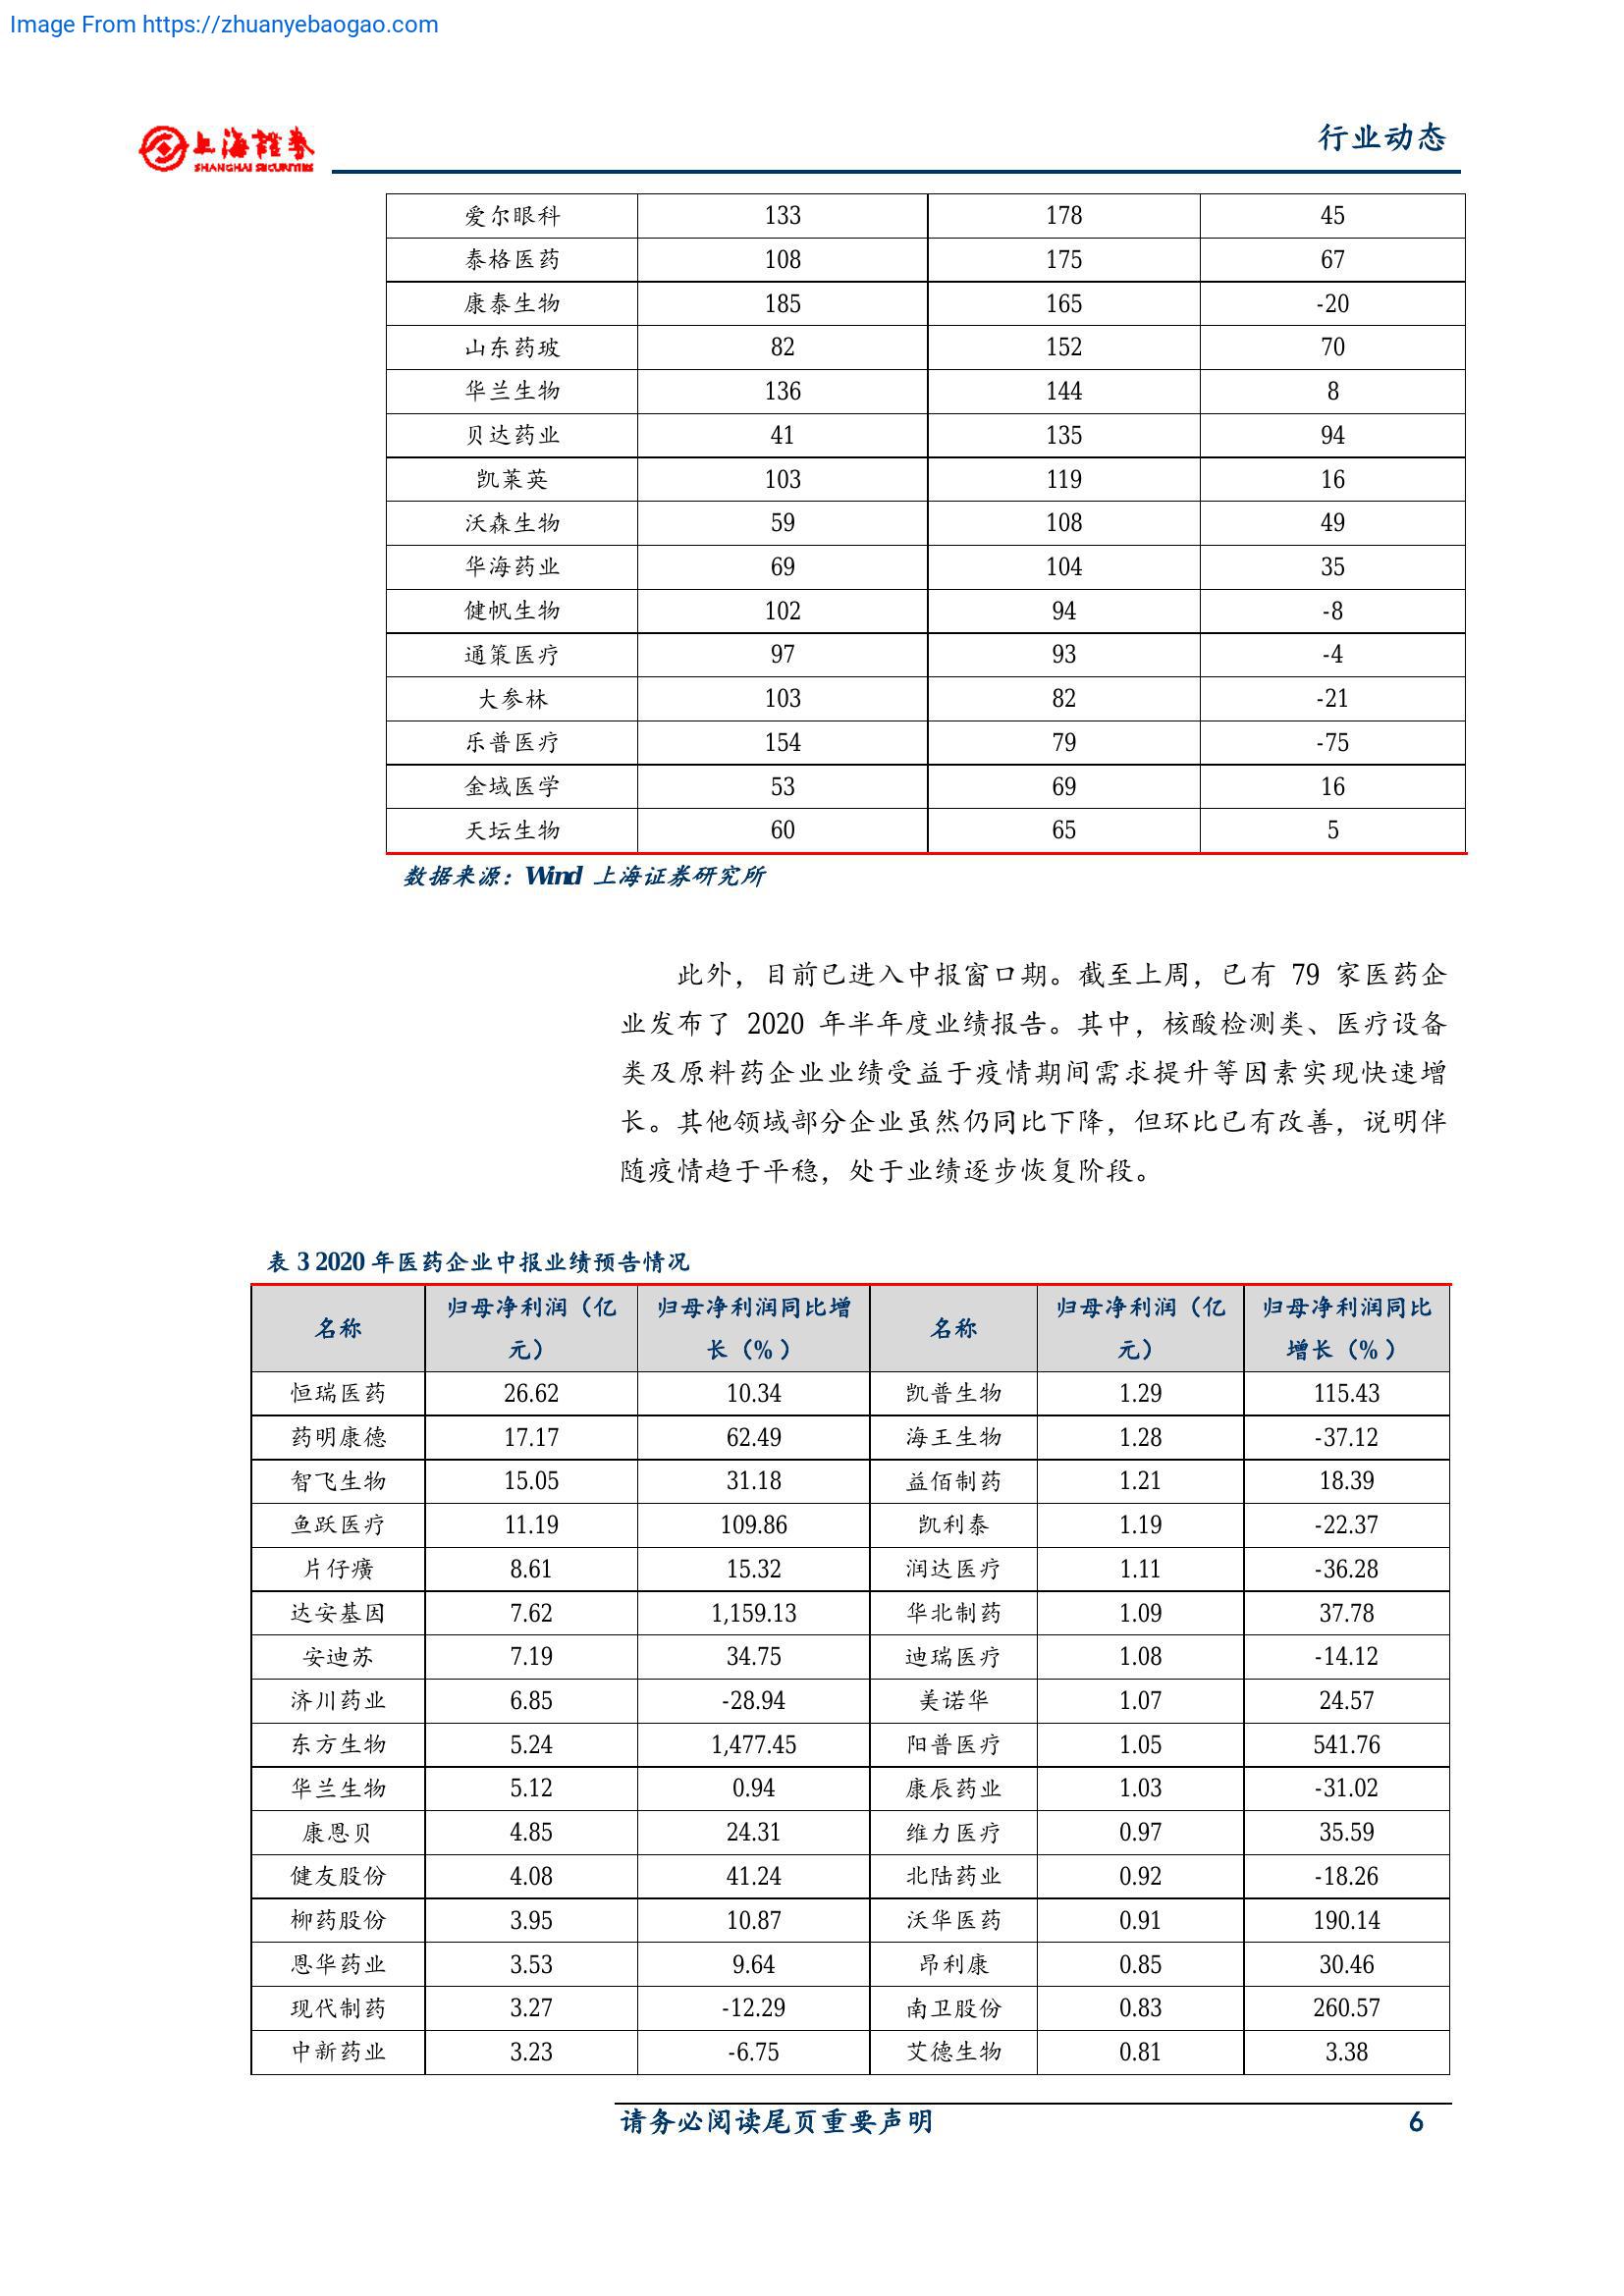 Image From https://zhuanyebaogao.com
上海證券
SHANGHAI SECURITIES
行业动态
爱尔眼科 133 178 45
泰格医药 108 175 67
康泰生物 185 165 -20
山东药玻 82 152 70
华兰生物 136 144 8
贝达药业 41 135 94
凯莱英 103 119 16
沃森生物 59 108 49
华海药业 69 104 35
健帆生物 102 94 -8
通策医疗 97 93 -4
大参林 103 82 -21
乐普医疗 154 79 -75
金域医学 53 69 16
天坛生物 60 65 5
数据来源：Wind 上海证券研究所
此外，目前已进入中报窗口期。截至上周，已有 79 家医药企
业发布了 2020 年半年度业绩报告。其中，核酸检测类、医疗设备
类及原料药企业业绩受益于疫情期间需求提升等因素实现快速增
长。其他领域部分企业虽然仍同比下降，但环比已有改善，说明伴
随疫情趋于平稳，处于业绩逐步恢复阶段。
表 3 2020 年医药企业中报业绩预告情况
名称 归母净利润（亿元） 归母净利润同比增长（%） 名称 归母净利润（亿元） 归母净利润同比增长（%）
恒瑞医药 26.62 10.34 凯普生物 1.29 115.43
药明康德 17.17 62.49 海王生物 1.28 -37.12
智飞生物 15.05 31.18 益佰制药 1.21 18.39
鱼跃医疗 11.19 109.86 凯利泰 1.19 -22.37
片仔癀 8.61 15.32 润达医疗 1.11 -36.28
达安基因 7.62 1,159.13 华北制药 1.09 37.78
安迪苏 7.19 34.75 迪瑞医疗 1.08 -14.12
济川药业 6.85 -28.94 美诺华 1.07 24.57
东方生物 5.24 1,477.45 阳普医疗 1.05 541.76
华兰生物 5.12 0.94 康辰药业 1.03 -31.02
康恩贝 4.85 24.31 维力医疗 0.97 35.59
健友股份 4.08 41.24 北陆药业 0.92 -18.26
柳药股份 3.95 10.87 沃华医药 0.91 190.14
恩华药业 3.53 9.64 昂利康 0.85 30.46
现代制药 3.27 -12.29 南卫股份 0.83 260.57
中新药业 3.23 -6.75 艾德生物 0.81 3.38
请务必阅读尾页重要声明 6